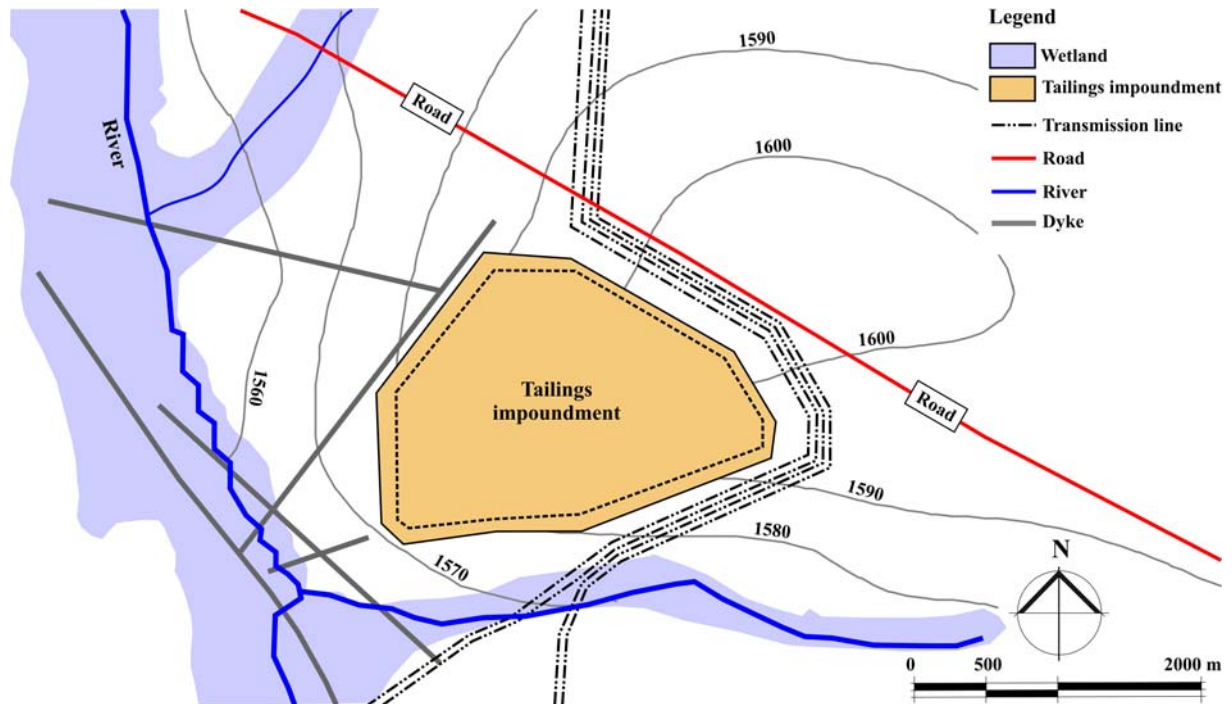 Legend
Wetland
Tailings impoundment
Transmission line
Road
River
Dyke
1590
Road
River
1600
1600
1560
Tailings
impoundment
Road
1590
1580
1570
N
0 500 2000 m